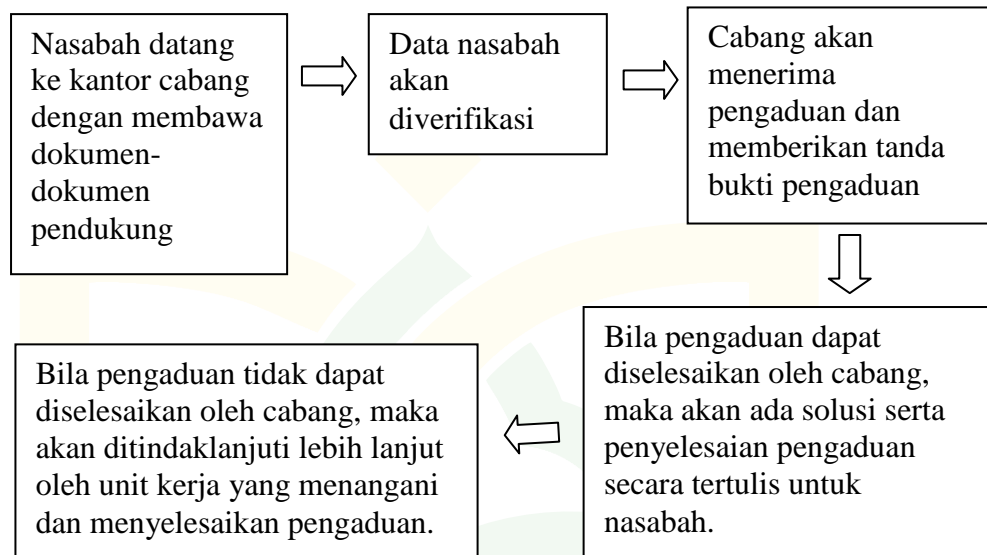 Nasabah datang
ke kantor cabang
dengan membawa
dokumen-
dokumen
pendukung
Data nasabah
akan
diverifikasi
Cabang akan
menerima
pengaduan dan
memberikan tanda
bukti pengaduan
Bila pengaduan dapat
diselesaikan oleh cabang,
maka akan ada solusi serta
penyelesaian pengaduan
secara tertulis untuk
nasabah.
Bila pengaduan tidak dapat
diselesaikan oleh cabang, maka
akan ditindaklanjuti lebih lanjut
oleh unit kerja yang menangani
dan menyelesaikan pengaduan.